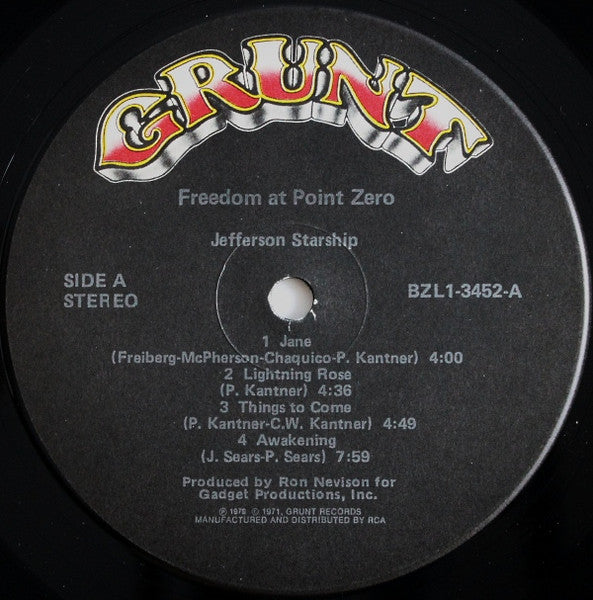 GRUNT
Freedom at Point Zero
Jefferson Starship
SIDE A
STEREO
BZL1-3452-A
1 Jane
(Freiberg-McPherson-Chaquico-P. Kantner) 4:00
2 Lightning Rose
(P. Kantner) 4:36
3 Things to Come
(P. Kantner-C.W. Kantner) 4:49
4 Awakening
(J. Sears-P. Sears) 7:59
Produced by Ron Nevison for
Gadget Productions, Inc.
℗ 1979 © 1971, GRUNT RECORDS
MANUFACTURED AND DISTRIBUTED BY RCA